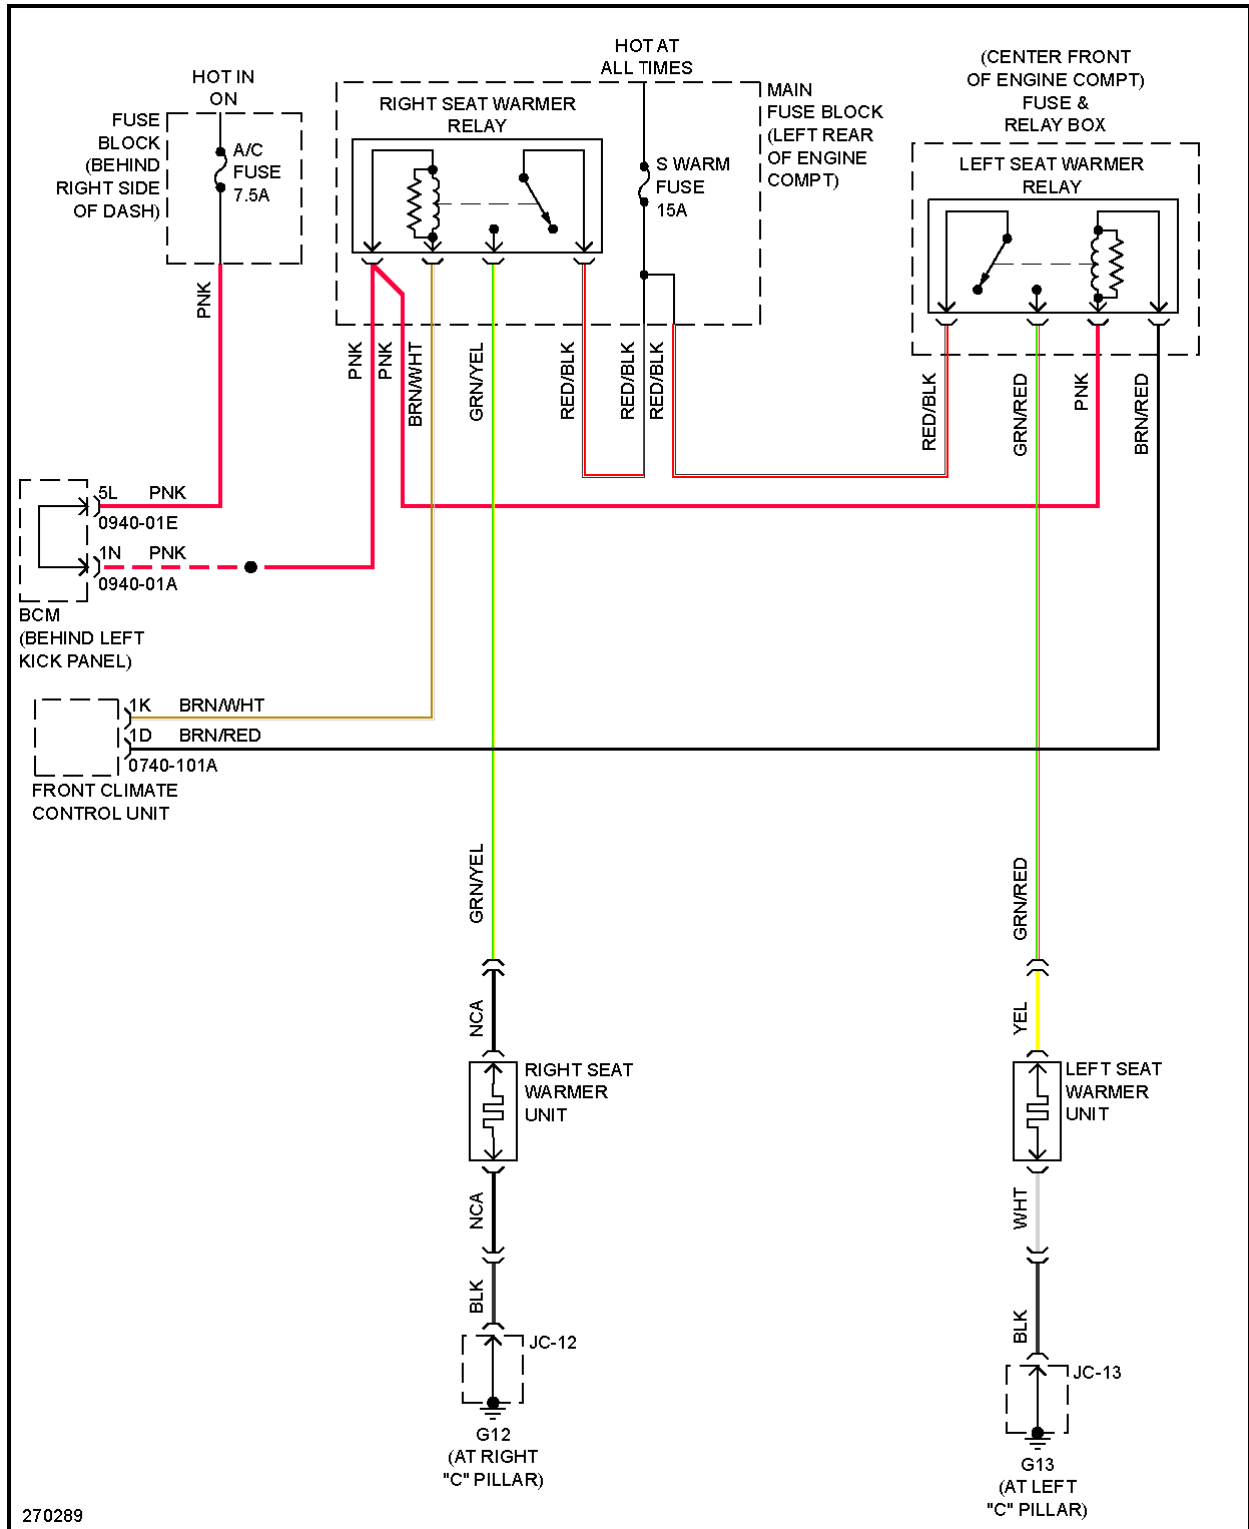 HOT IN
ON
FUSE
BLOCK
(BEHIND
RIGHT SIDE
OF DASH)
A/C
FUSE
7.5A
RIGHT SEAT WARMER
RELAY
HOT AT
ALL TIMES
S WARM
FUSE
15A
MAIN
FUSE BLOCK
(LEFT REAR
OF ENGINE
COMPT)
(CENTER FRONT
OF ENGINE COMPT)
FUSE &
RELAY BOX
LEFT SEAT WARMER
RELAY
PNK
PNK
PNK
BRN/WHT
GRN/YEL
RED/BLK
RED/BLK
RED/BLK
RED/BLK
GRN/RED
PNK
BRN/RED
5L PNK
0940-01E
1N PNK
0940-01A
BCM
(BEHIND LEFT
KICK PANEL)
1K BRN/WHT
1D BRN/RED
0740-101A
FRONT CLIMATE
CONTROL UNIT
GRN/YEL
GRN/RED
NCA
YEL
RIGHT SEAT
WARMER
UNIT
LEFT SEAT
WARMER
UNIT
NCA
WHT
BLK
BLK
JC-12
JC-13
G12
(AT RIGHT
"C" PILLAR)
G13
(AT LEFT
"C" PILLAR)
270289